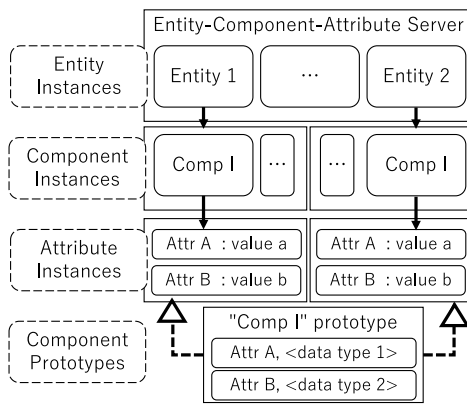 Entity-Component-Attribute Server
Entity
Instances
Entity 1
...
Entity 2
Component
Instances
Comp I
...
...
Comp I
Attribute
Instances
Attr A : value a
Attr B : value b
Attr A : value a
Attr B : value b
Component
Prototypes
"Comp I" prototype
Attr A, <data type 1>
Attr B, <data type 2>